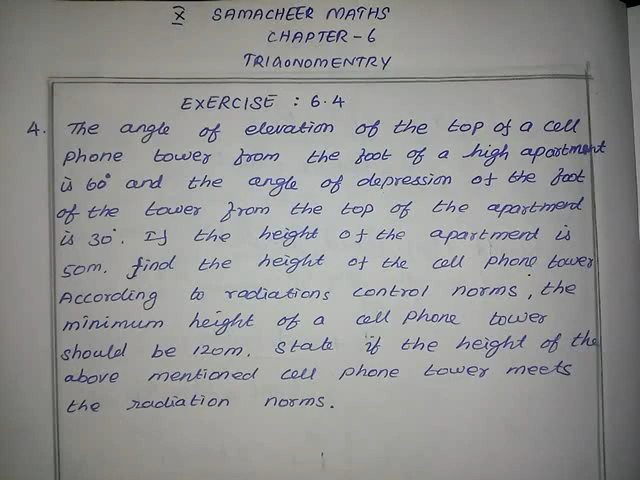 X SAMACHEER MATHS
CHAPTER-6
TRIGONOMENTRY
EXERCISE : 6.4
4. The angle of elevation of the top of a cell
phone tower from the foot of a high apartment
is 60° and the angle of depression of the foot
of the tower from the top of the apartment
is 30°. If the height of the apartment is
50m. find the height of the cell phone tower
According to radiations control norms, the
minimum height of a cell phone tower
should be 120m. State if the height of the
above mentioned cell phone tower meets
the radiation norms.